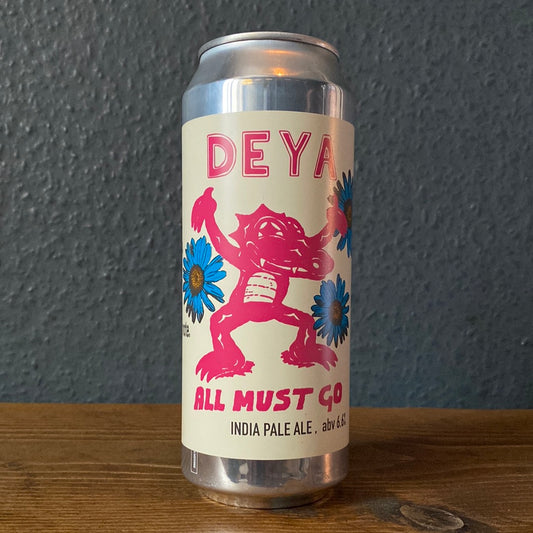 DEYA
ALL MUST GO
INDIA PALE ALE, abv 6.6%